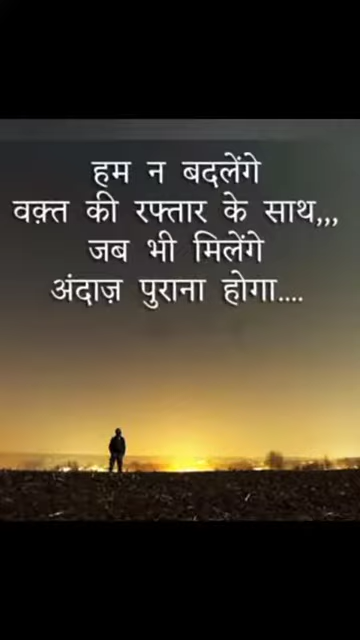 हम न बदलेंगे
वक़्त की रफ्तार के साथ,,,
जब भी मिलेंगे
अंदाज़ पुराना होगा....